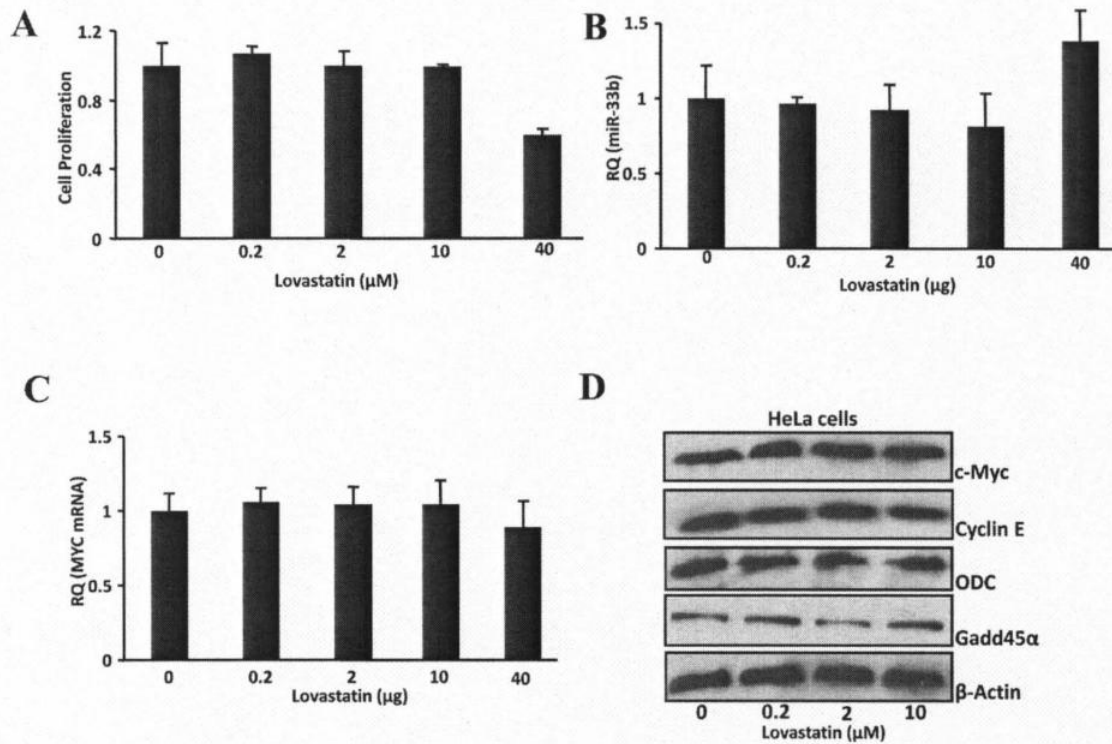 A
1.2
0.8
0.4
0
Cell Proliferation
0 0.2 2 10 40
Lovastatin (μM)
B
1.5
1
0.5
0
RQ (miR-33b)
0 0.2 2 10 40
Lovastatin (μg)
C
1.5
1
0.5
0
RQ (MYC mRNA)
0 0.2 2 10 40
Lovastatin (μg)
D
HeLa cells
c-Myc
Cyclin E
ODC
Gadd45α
β-Actin
0 0.2 2 10
Lovastatin (μM)